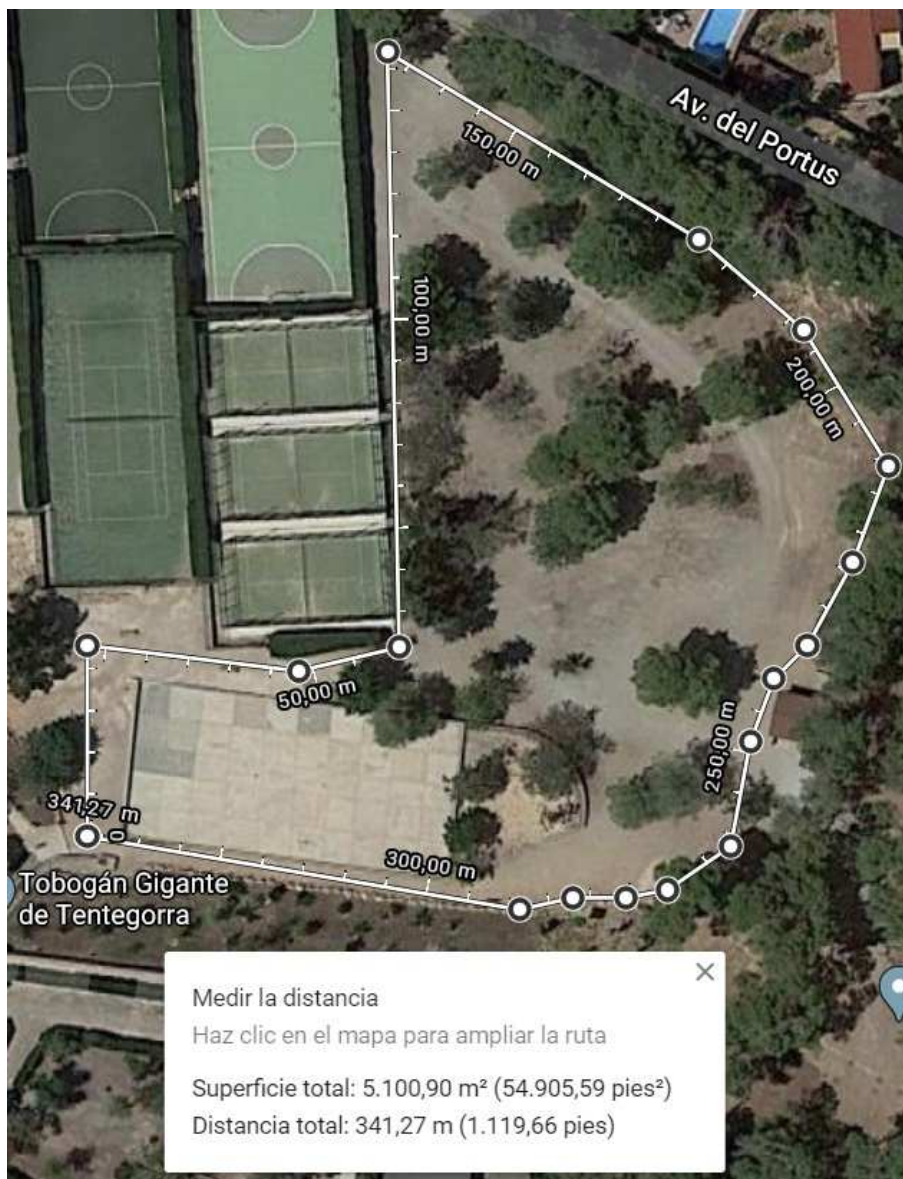 Av. del Portus
150,00 m
100,00 m
200,00 m
50,00 m
250,00 m
341,27 m
0
300,00 m
Tobogán Gigante
de Tentegorra
Medir la distancia
Haz clic en el mapa para ampliar la ruta
Superficie total: 5.100,90 m² (54.905,59 pies²)
Distancia total: 341,27 m (1.119,66 pies)